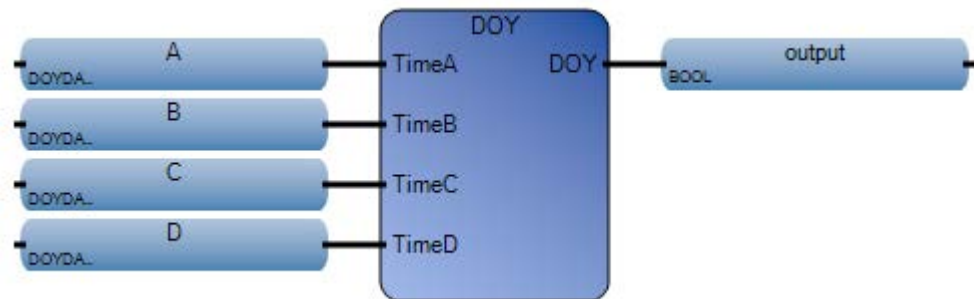 DOY
A
DOYDA..
TimeA
DOY
output
BOOL
B
DOYDA..
TimeB
C
DOYDA..
TimeC
D
DOYDA..
TimeD